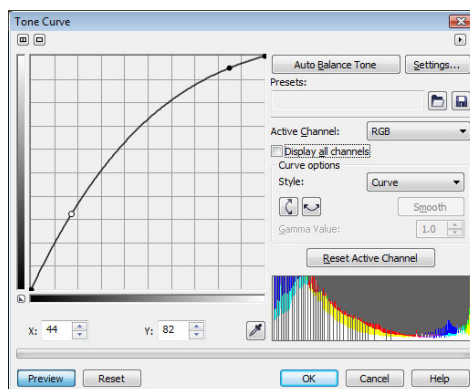 Tone Curve
Auto Balance Tone
Settings...
Presets:
Active Channel:
RGB
Display all channels
Curve options
Style:
Curve
Smooth
Gamma Value:
1.0
Reset Active Channel
X: 44
Y: 82
Preview
Reset
OK
Cancel
Help